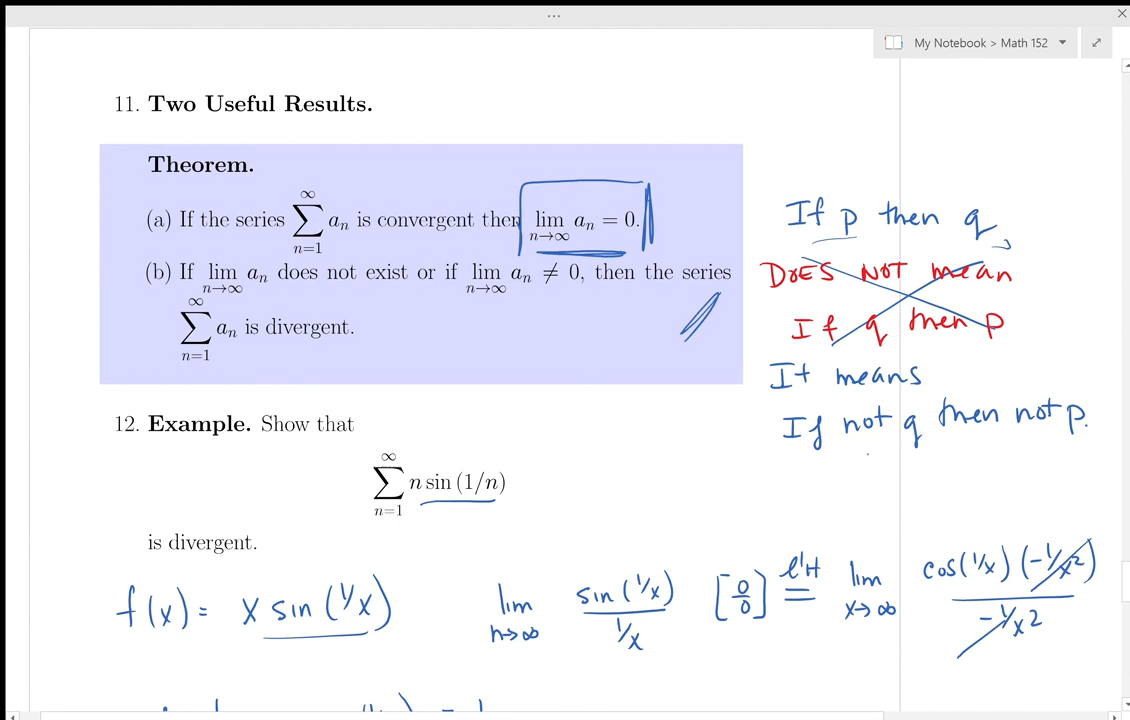 ...
My Notebook > Math 152
11. Two Useful Results.
Theorem.
(a) If the series ∑_{n=1}^{∞} a_n is convergent then lim_{n→∞} a_n = 0.
(b) If lim_{n→∞} a_n does not exist or if lim_{n→∞} a_n ≠ 0, then the series
∑_{n=1}^{∞} a_n is divergent.
If p then q
DOES NOT mean
If q then p
It means
If not q then not p.
12. Example. Show that
∑_{n=1}^{∞} n sin (1/n)
is divergent.
f(x) = x sin (1/x)
lim_{n→∞} sin(1/x) / 1/x [0/0] l'H = lim_{x→∞} cos(1/x) (-1/x²) / -1/x²